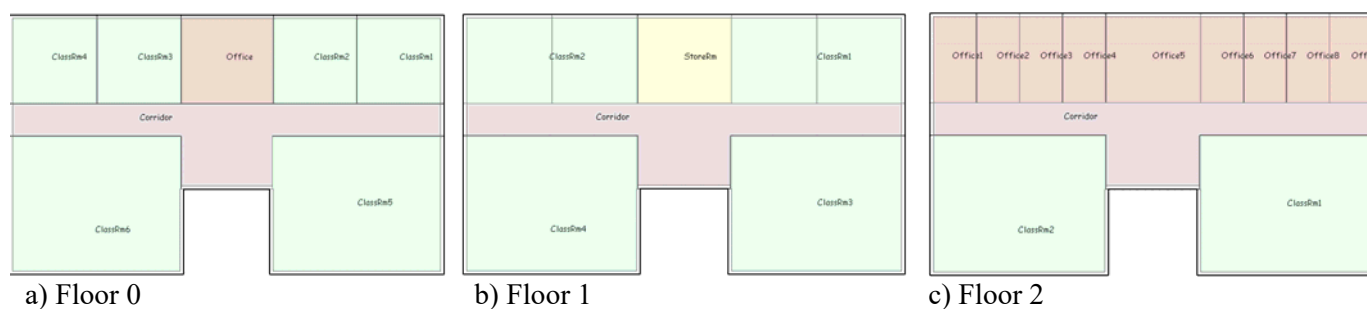 ClassRm4 ClassRm3 Office ClassRm2 ClassRm1
Corridor
ClassRm5
ClassRm6
a) Floor 0
ClassRm2 StoreRm ClassRm1
Corridor
ClassRm3
ClassRm4
b) Floor 1
Office1 Office2 Office3 Office4 Office5 Office6 Office7 Office8
Corridor
ClassRm1
ClassRm2
c) Floor 2